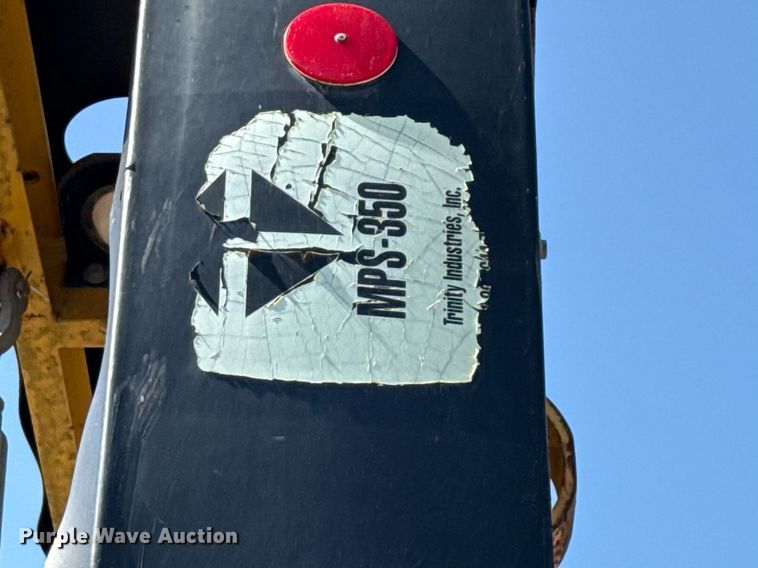 MPS-350
Trinity Industries, Inc.
Purple Wave Auction